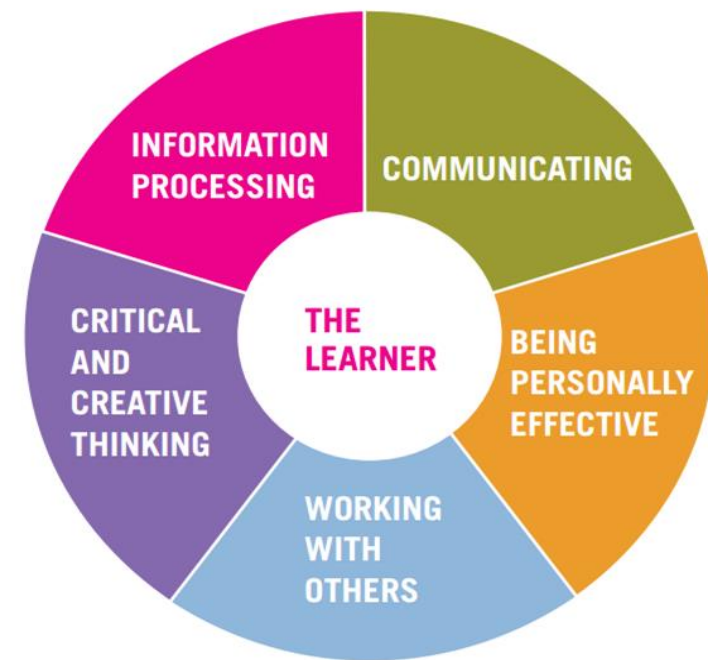 INFORMATION
PROCESSING
COMMUNICATING
CRITICAL
AND
CREATIVE
THINKING
THE
LEARNER
BEING
PERSONALLY
EFFECTIVE
WORKING
WITH
OTHERS